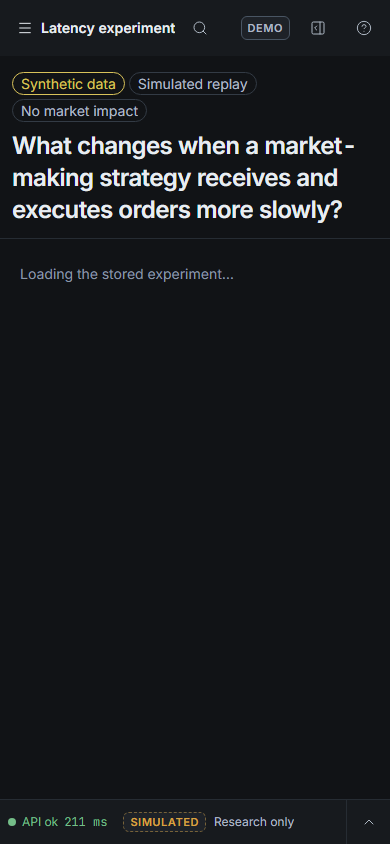 Latency experiment DEMO
Synthetic data Simulated replay
No market impact
What changes when a market-
making strategy receives and
executes orders more slowly?
Loading the stored experiment...
API ok 211 ms SIMULATED Research only